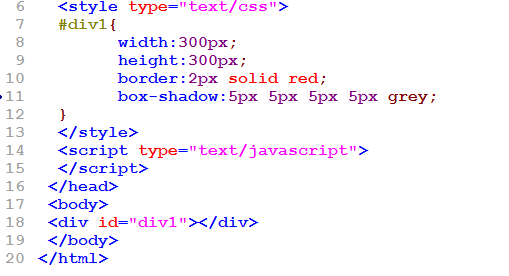 6 <style type="text/css">
7 #div1{
8 width:300px;
9 height:300px;
10 border:2px solid red;
11 box-shadow:5px 5px 5px 5px grey;
12 }
13 </style>
14 <script type="text/javascript">
15 </script>
16 </head>
17 <body>
18 <div id="div1"></div>
19 </body>
20 </html>